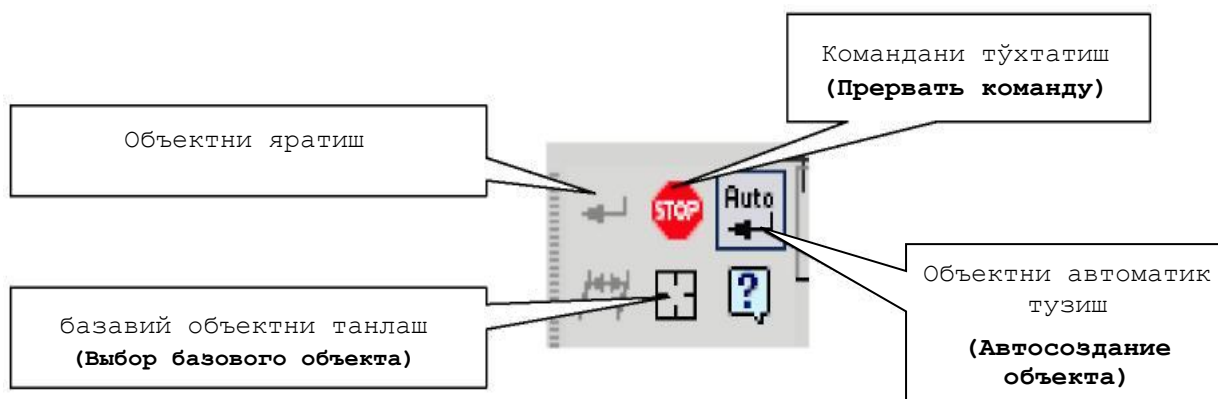 Командани тўхтатиш
(Прервать команду)
Объектни яратиш
STOP
Auto
?
Объектни автоматик
тузиш
(Автосоздание
объекта)
базавий объектни танлаш
(Выбор базового объекта)